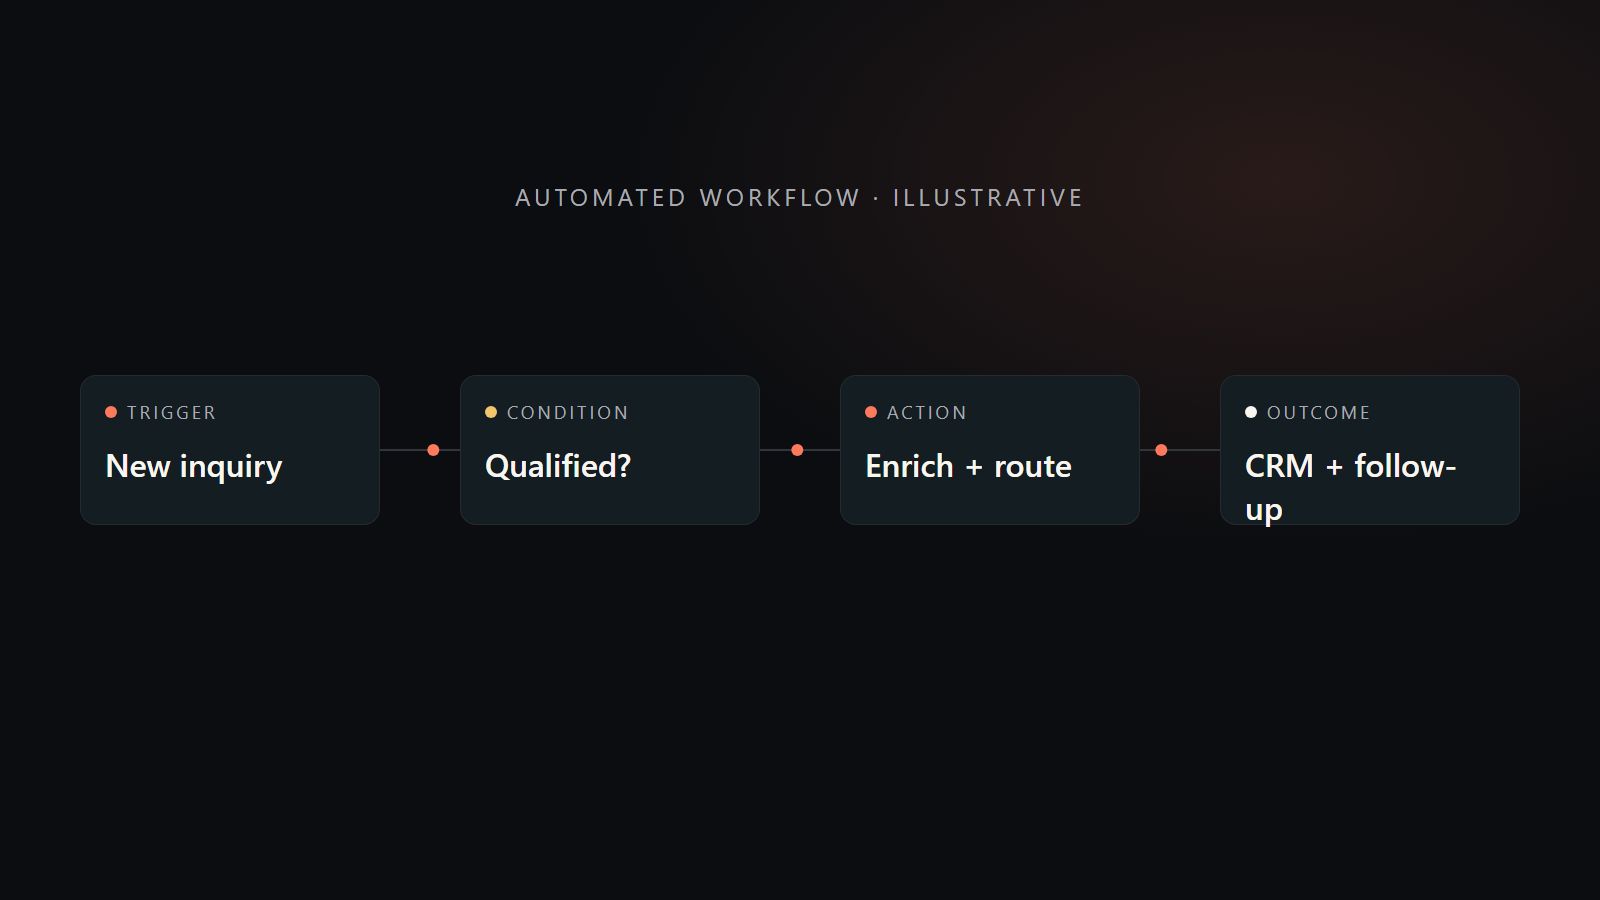 AUTOMATED WORKFLOW · ILLUSTRATIVE
TRIGGER
New inquiry
CONDITION
Qualified?
ACTION
Enrich + route
OUTCOME
CRM + follow-
up